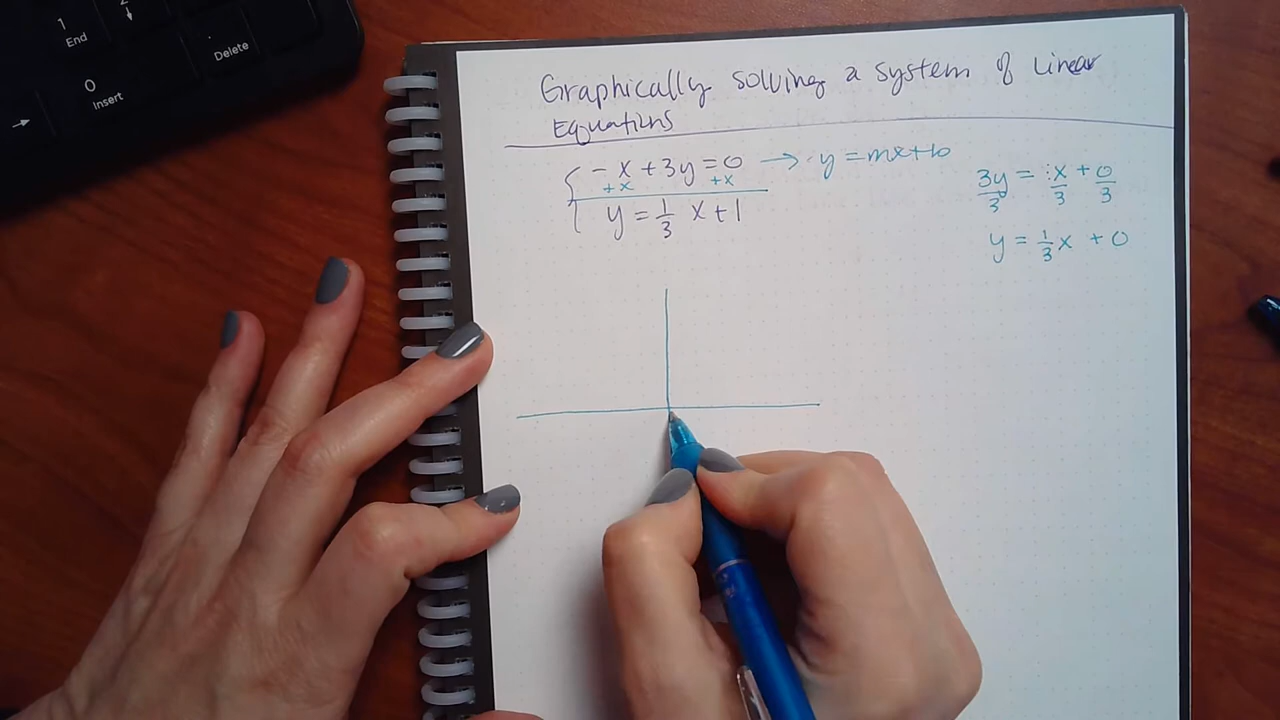 1
End
2
↓
.
Delete
0
Insert
→
Graphically solving a system of Linear
Equations
{ -x + 3y = 0 → y = mx + b
+x +x
y = 1/3 x + 1
3y/3 = x/3 + 0/3
y = 1/3 x + 0